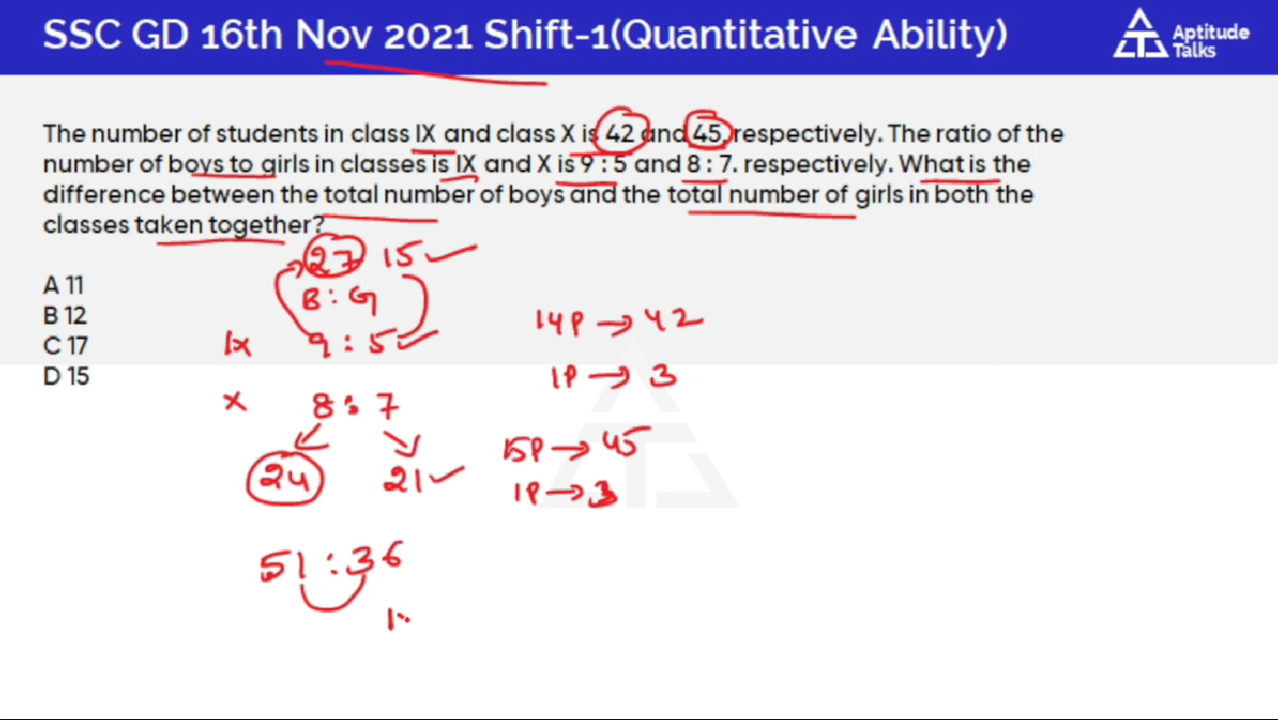 SSC GD 16th Nov 2021 Shift-1(Quantitative Ability)
Aptitude
Talks
The number of students in class IX and class X is 42 and 45, respectively. The ratio of the
number of boys to girls in classes is IX and X is 9 : 5 and 8 : 7. respectively. What is the
difference between the total number of boys and the total number of girls in both the
classes taken together?
A 11
B 12
C 17
D 15
27 15
B : G
IX 9 : 5
X 8 : 7
24 21
51 : 36
14P → 42
1P → 3
15P → 45
1P → 3